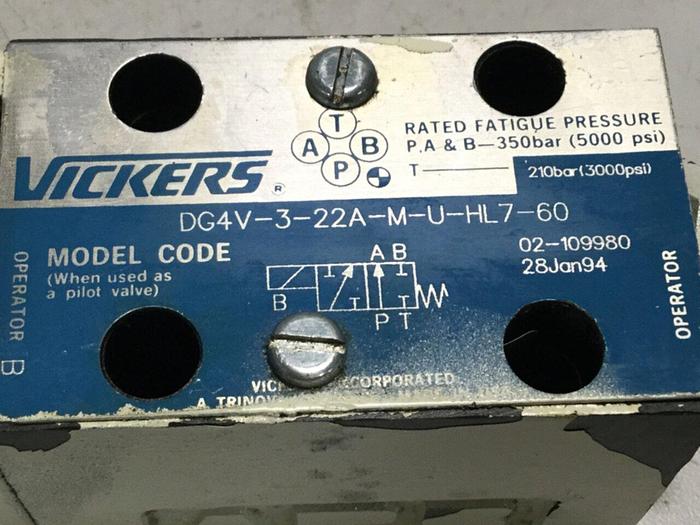 T
A B
P
VICKERS ®
RATED FATIGUE PRESSURE
P.A & B—350bar (5000 psi)
T— 210bar(3000psi)
DG4V-3-22A-M-U-HL7-60
MODEL CODE
(When used as
a pilot valve)
02-109980
28Jan94
A B
B
P T
OPERATOR B
OPERATOR
A